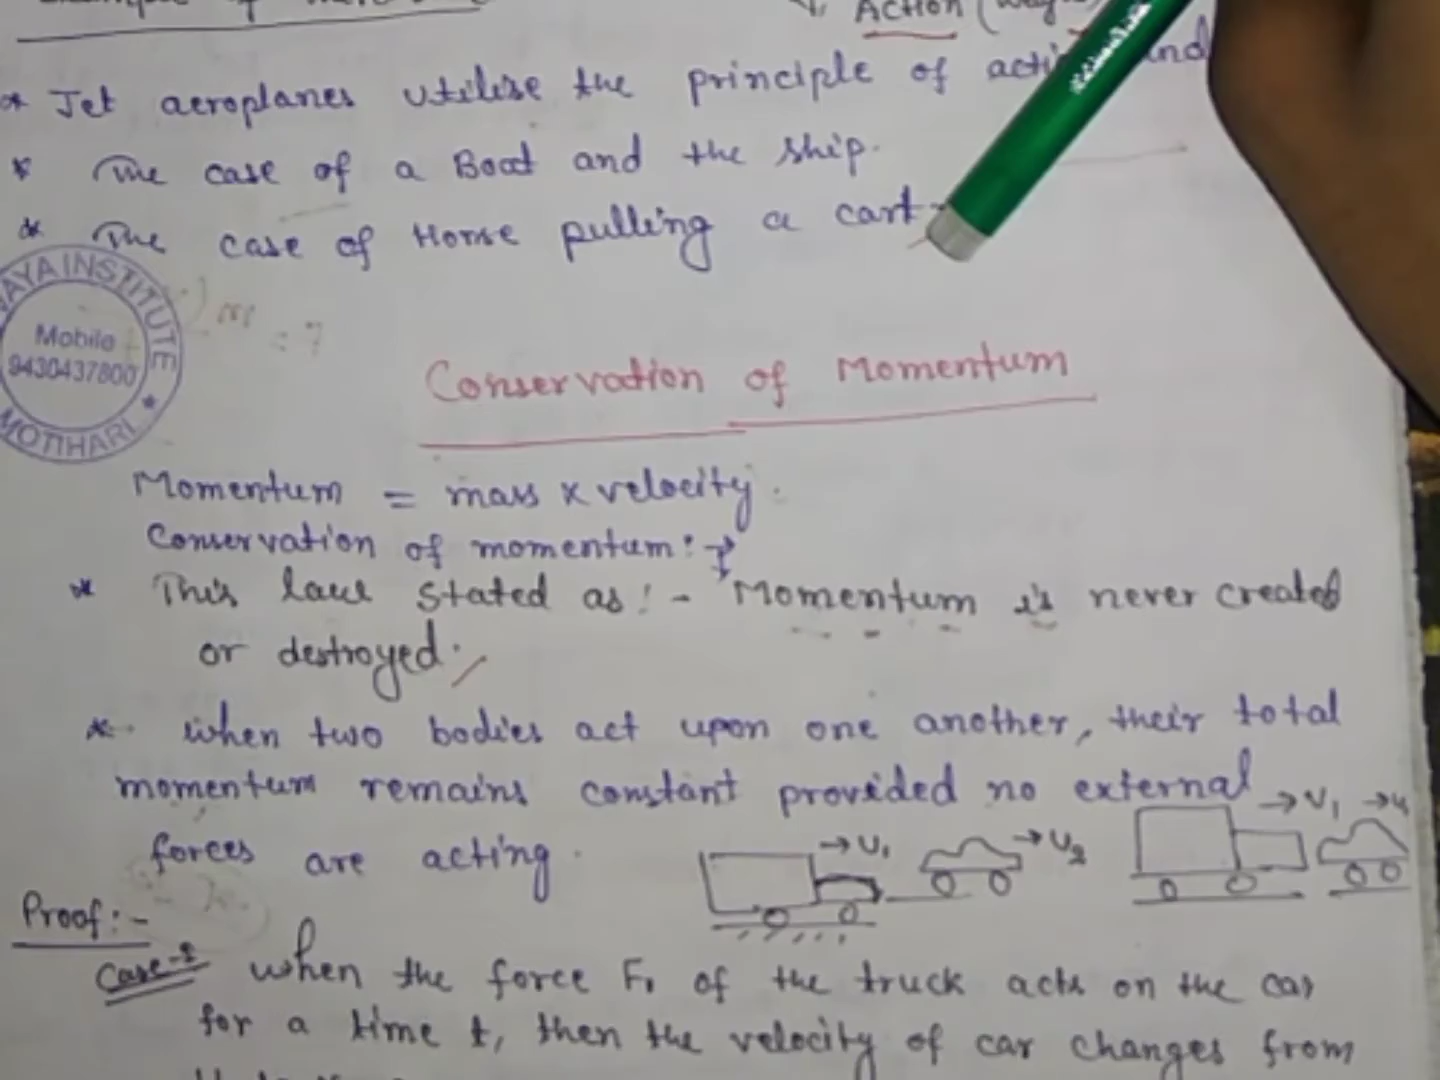 Action
* Jet aeroplanes utilise the principle of
* The case of a Boat and the ship.
* The case of Horse pulling a cart
INSTITUTE
Mobile
9430437800
MOTIHARI
Conservation of Momentum
Momentum = mass x velocity.
Conservation of momentum :→
* This law stated as :- Momentum is never created
or destroyed.
* when two bodies act upon one another, their total
momentum remains constant provided no external
forces are acting.
→ U₁ → U₂ → V₁
Proof :-
Case-I when the force F₁ of the truck acts on the car
for a time t, then the velocity of car changes from